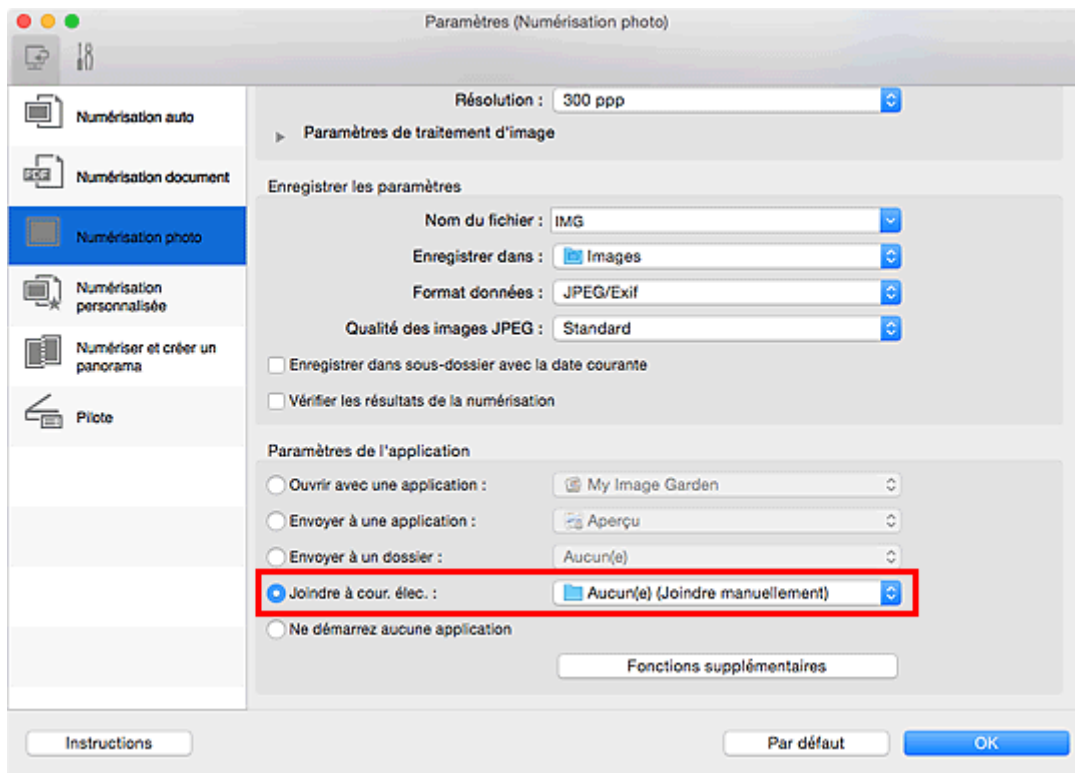 Paramètres (Numérisation photo)
Numérisation auto
PDF
Numérisation document
Numérisation photo
Numérisation
personnalisée
Numériser et créer un
panorama
Pilote
Résolution : 300 ppp
Paramètres de traitement d'image
Enregistrer les paramètres
Nom du fichier : IMG
Enregistrer dans : Images
Format données : JPEG/Exif
Qualité des images JPEG : Standard
Enregistrer dans sous-dossier avec la date courante
Vérifier les résultats de la numérisation
Paramètres de l'application
Ouvrir avec une application : My Image Garden
Envoyer à une application : Aperçu
Envoyer à un dossier : Aucun(e)
Joindre à cour. élec. : Aucun(e) (Joindre manuellement)
Ne démarrez aucune application
Fonctions supplémentaires
Instructions
Par défaut
OK